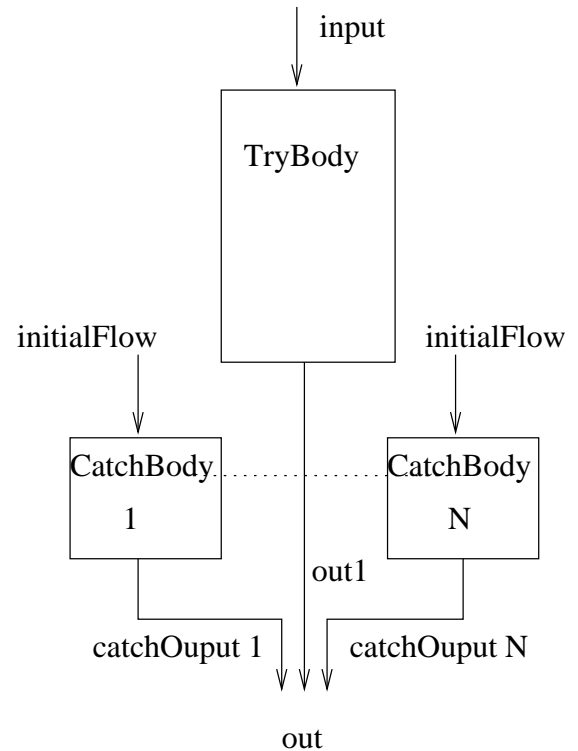 input
TryBody
initialFlow
initialFlow
CatchBody
1
CatchBody
N
out1
catchOuput 1
catchOuput N
out